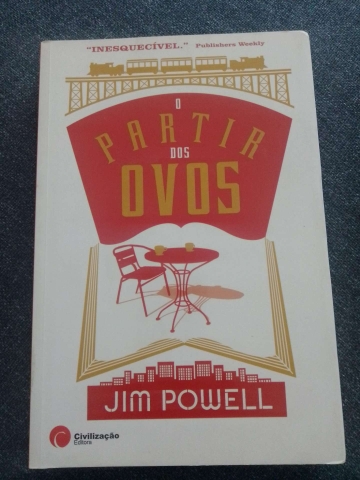 “INESQUECÍVEL.” Publishers Weekly
O
PARTIR
DOS
OVOS
JIM POWELL
Civilização
Editora